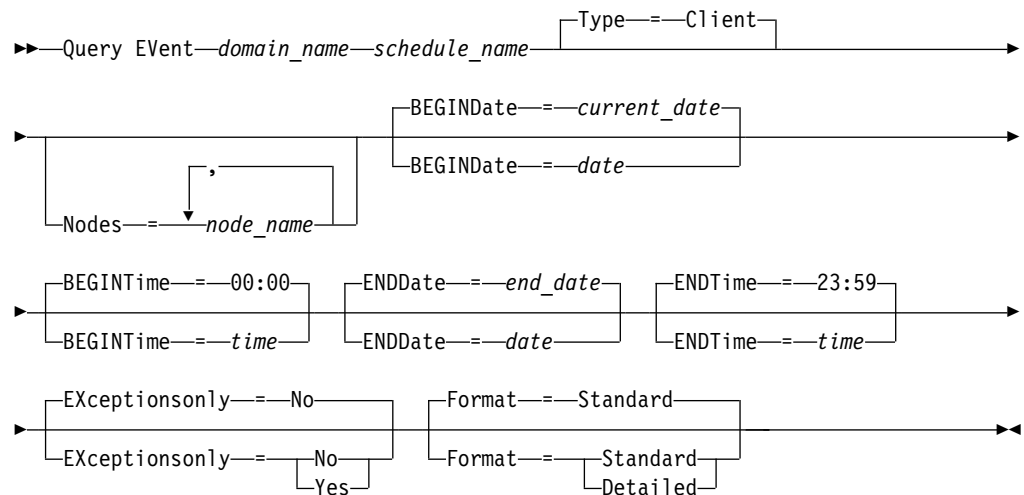 Type = Client
Query EVent domain_name schedule_name
BEGINDate = current_date
BEGINDate = date
,
Nodes = node_name
BEGINTime = 00:00 ENDDate = end_date ENDTime = 23:59
BEGINTime = time ENDDate = date ENDTime = time
EXceptionsonly = No Format = Standard
EXceptionsonly = No Format = Standard
Yes Detailed